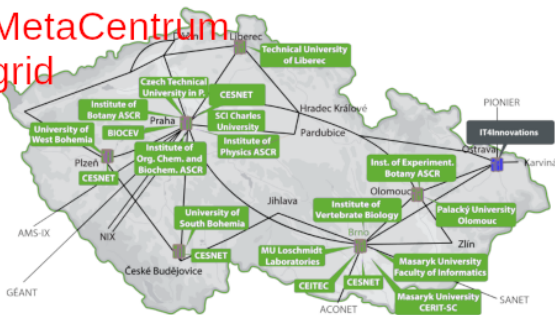 MetaCentrum
grid
Liberec
Technical University
of Liberec
Czech Technical
University in P.
CESNET
Institute of
Botany ASCR
SCI Charles
University
Hradec Králové
PIONIER
Praha
BIOCEV
Pardubice
IT4Innovations
University of
West Bohemia
Institute of
Physics ASCR
Ostrava
Institute of
Org. Chem. and
Biochem. ASCR
Inst. of Experiment.
Botany ASCR
Karviná
Plzeň
CESNET
Olomouc
Jihlava
Institute of
Vertebrate Biology
Palacký University
Olomouc
University of
South Bohemia
AMS-IX
NIX
Brno
Zlín
MU Loschmidt
Laboratories
CESNET
Masaryk University
Faculty of Informatics
České Budějovice
GÉANT
CEITEC
CESNET
Masaryk University
CERIT-SC
SANET
ACONET